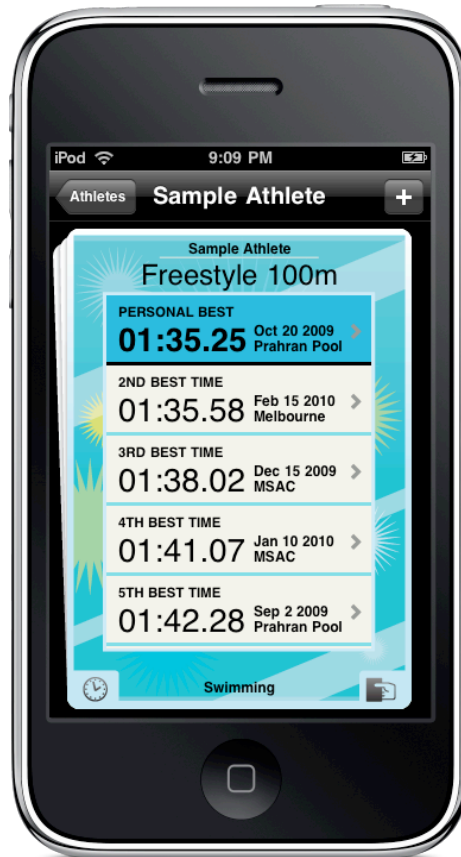 iPod 9:09 PM
Athletes Sample Athlete +
Sample Athlete
Freestyle 100m
PERSONAL BEST
01:35.25 Oct 20 2009
Prahran Pool
2ND BEST TIME
01:35.58 Feb 15 2010
Melbourne
3RD BEST TIME
01:38.02 Dec 15 2009
MSAC
4TH BEST TIME
01:41.07 Jan 10 2010
MSAC
5TH BEST TIME
01:42.28 Sep 2 2009
Prahran Pool
Swimming